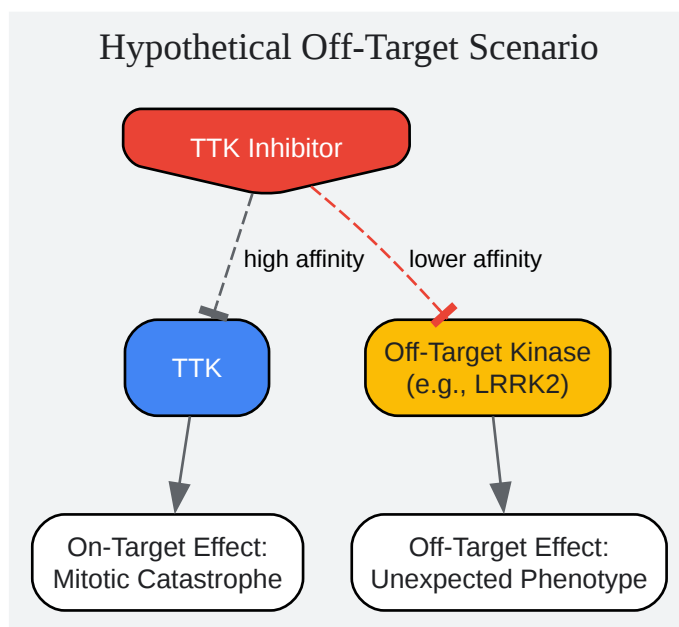 Hypothetical Off-Target Scenario
TTK Inhibitor
high affinity
lower affinity
TTK
Off-Target Kinase
(e.g., LRRK2)
On-Target Effect:
Mitotic Catastrophe
Off-Target Effect:
Unexpected Phenotype